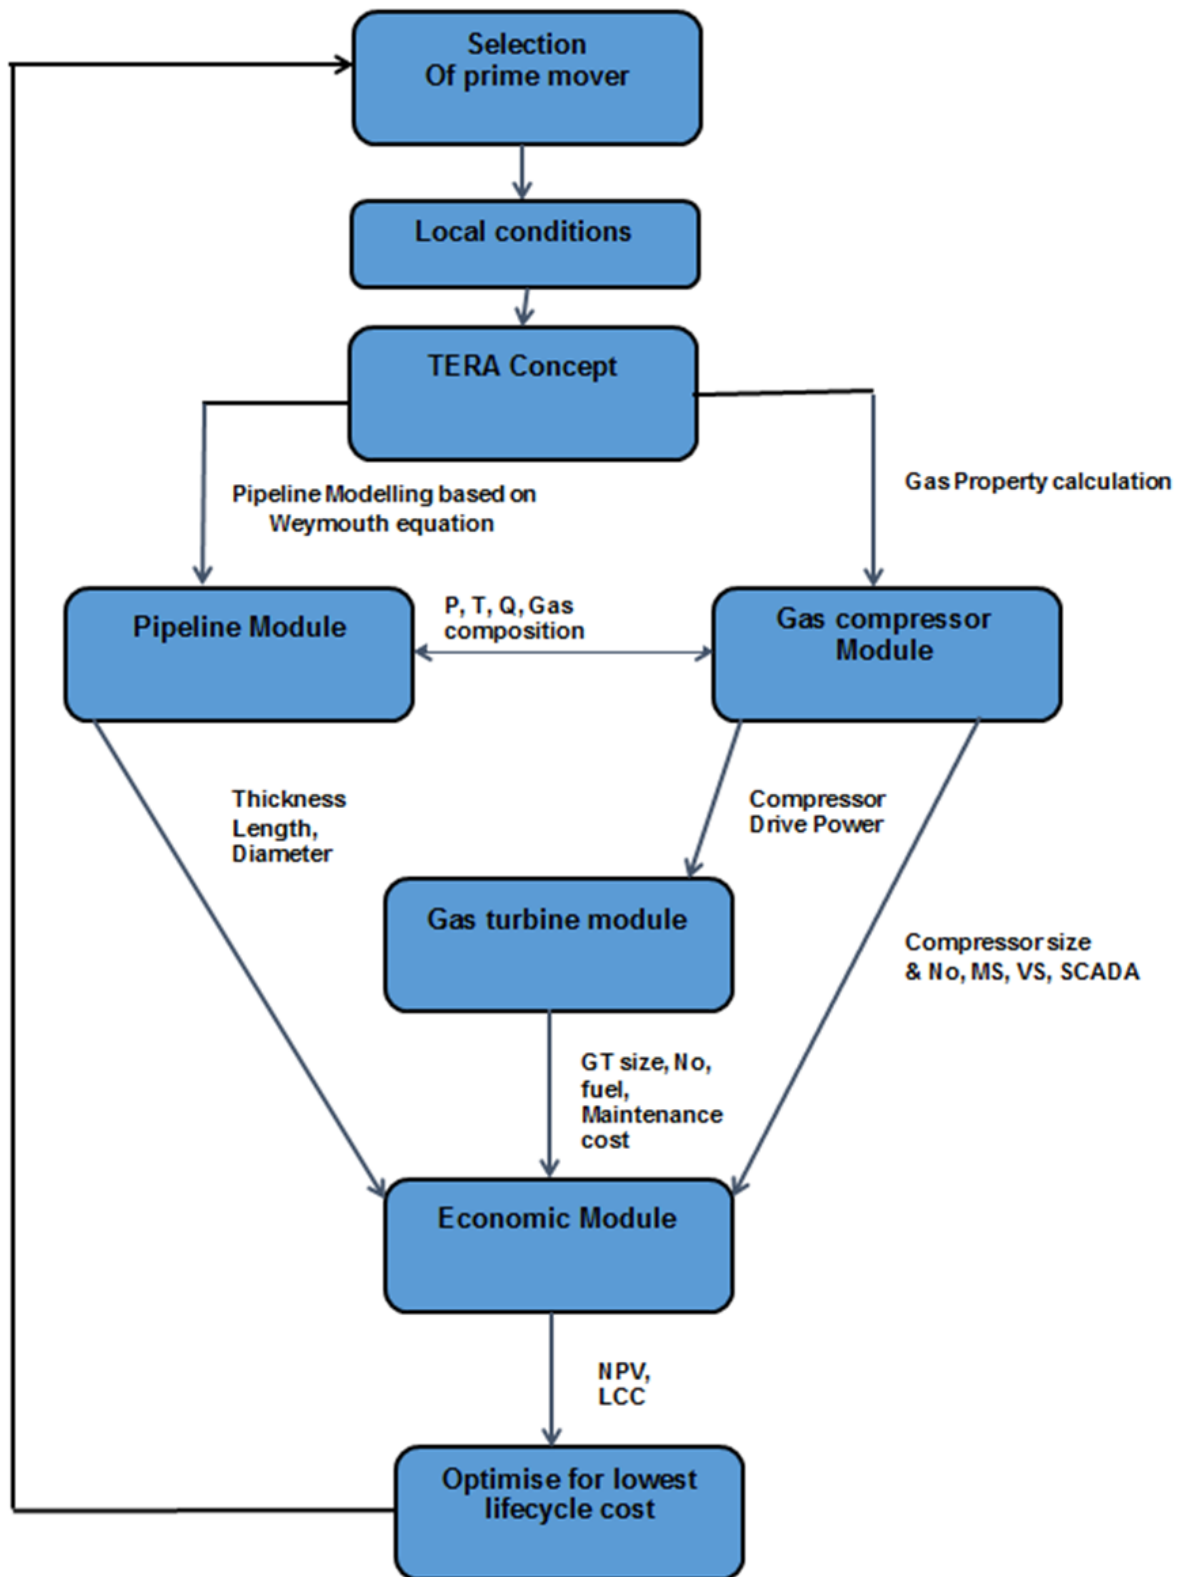 Selection
Of prime mover
Local conditions
TERA Concept
Pipeline Modelling based on
Weymouth equation
Gas Property calculation
Pipeline Module
P, T, Q, Gas
composition
Gas compressor
Module
Thickness
Length,
Diameter
Compressor
Drive Power
Gas turbine module
Compressor size
& No, MS, VS, SCADA
GT size, No,
fuel,
Maintenance
cost
Economic Module
NPV,
LCC
Optimise for lowest
lifecycle cost